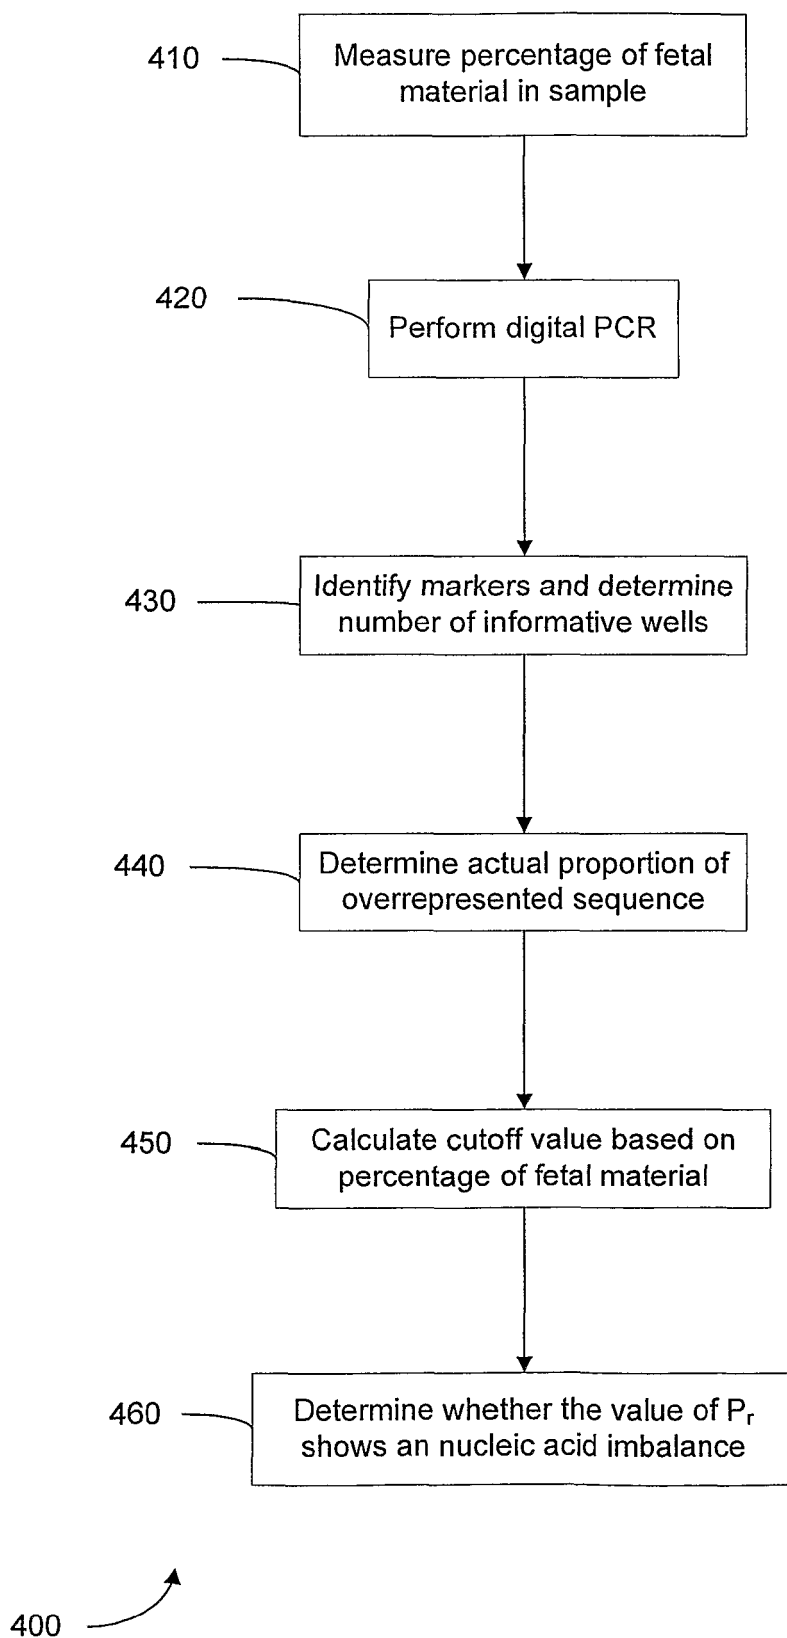 410
Measure percentage of fetal
material in sample
420
Perform digital PCR
430
Identify markers and determine
number of informative wells
440
Determine actual proportion of
overrepresented sequence
450
Calculate cutoff value based on
percentage of fetal material
460
Determine whether the value of Pr
shows an nucleic acid imbalance
400